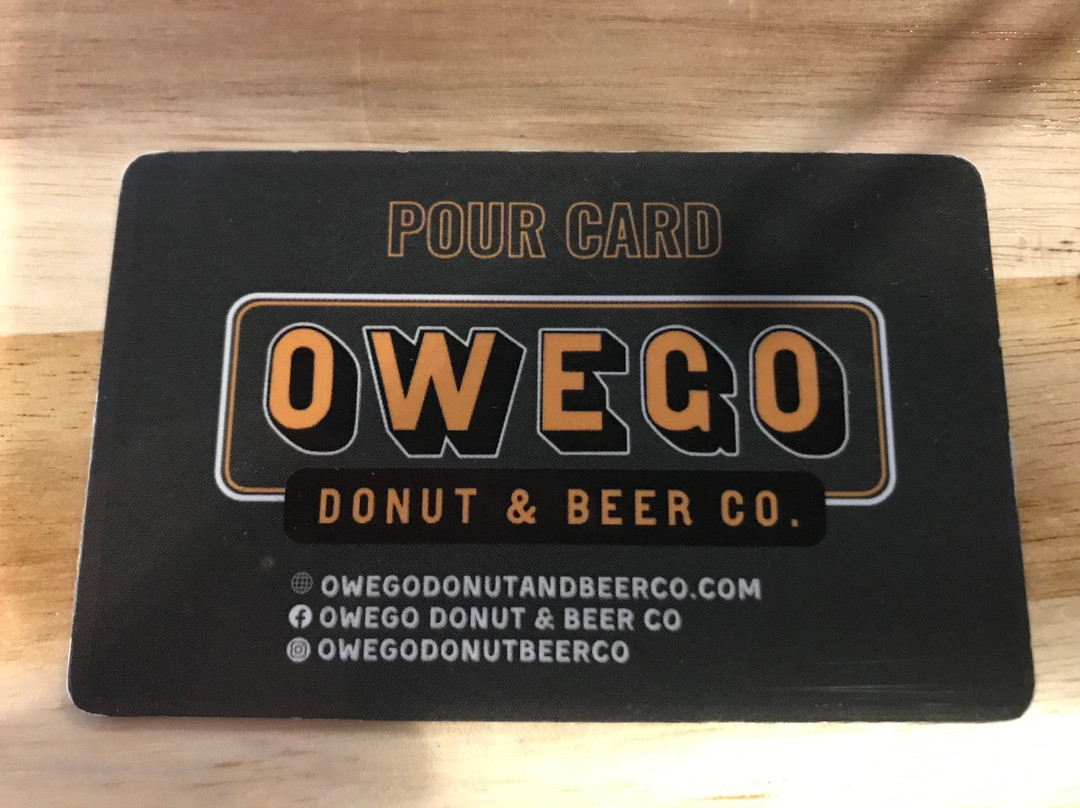 POUR CARD
OWEGO
DONUT & BEER CO.
OWEGODONUTANDBEERCO.COM
OWEGO DONUT & BEER CO
OWEGODONUTBEERCO